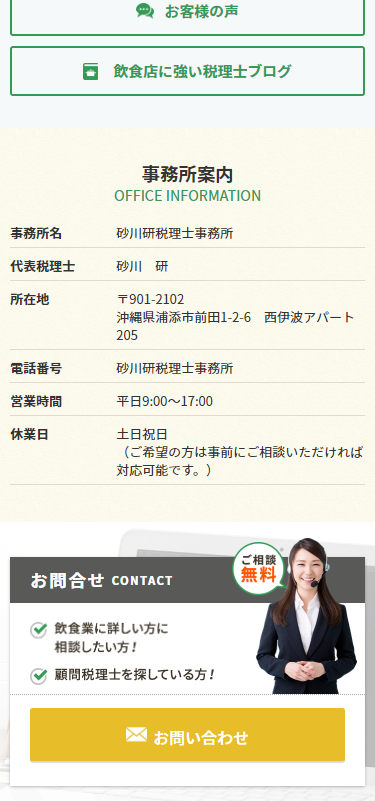 お客様の声
飲食店に強い税理士ブログ
事務所案内
OFFICE INFORMATION
事務所名 砂川研税理士事務所
代表税理士 砂川　研
所在地 〒901-2102
沖縄県浦添市前田1-2-6　西伊波アパート
205
電話番号 砂川研税理士事務所
営業時間 平日9:00～17:00
休業日 土日祝日
（ご希望の方は事前にご相談いただければ
対応可能です。）
ご相談
無料
お問合せ CONTACT
飲食業に詳しい方に
相談したい方！
顧問税理士を探している方！
お問い合わせ